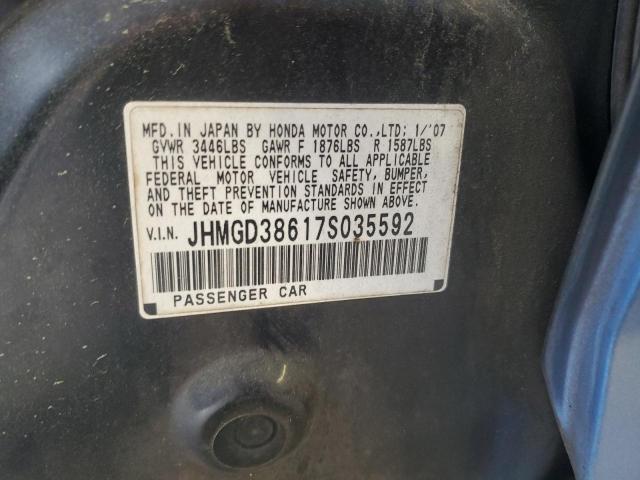 MFD. IN JAPAN BY HONDA MOTOR CO.,LTD; 1/'07
GVWR 3446LBS GAWR F 1876LBS R 1587LBS
THIS VEHICLE CONFORMS TO ALL APPLICABLE
FEDERAL MOTOR VEHICLE SAFETY, BUMPER,
AND THEFT PREVENTION STANDARDS IN EFFECT
ON THE DATE OF MANUFACTURE SHOWN ABOVE.
V.I.N. JHMGD38617S035592
PASSENGER CAR